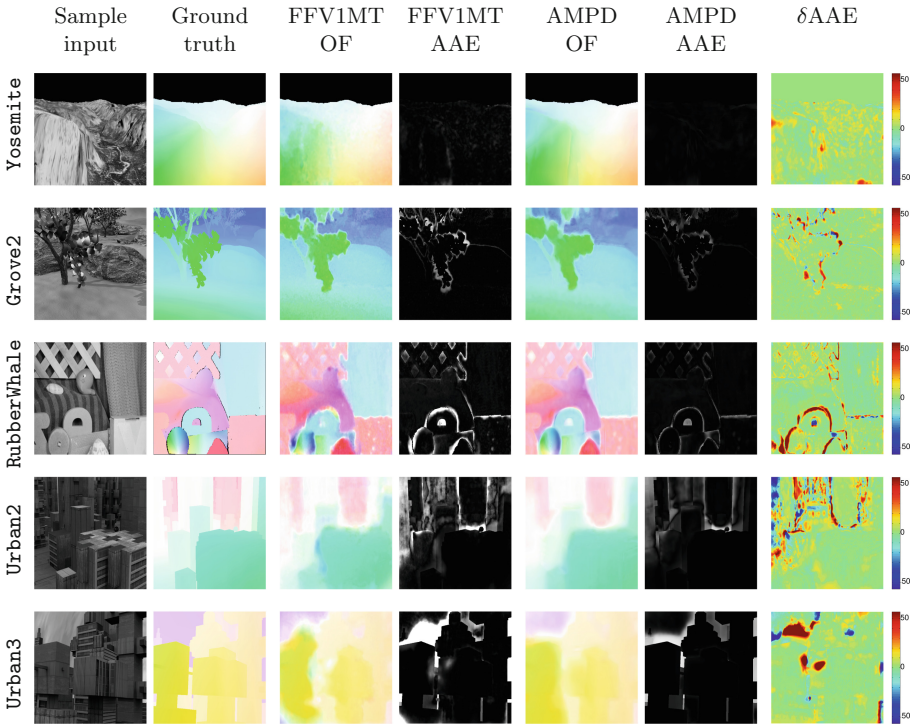 Sample input
Ground truth
FFV1MT OF
FFV1MT AAE
AMPD OF
AMPD AAE
δAAE
Yosemite
50
0
-50
Grove2
50
0
-50
RubberWhale
50
0
-50
Urban2
50
0
-50
Urban3
50
0
-50